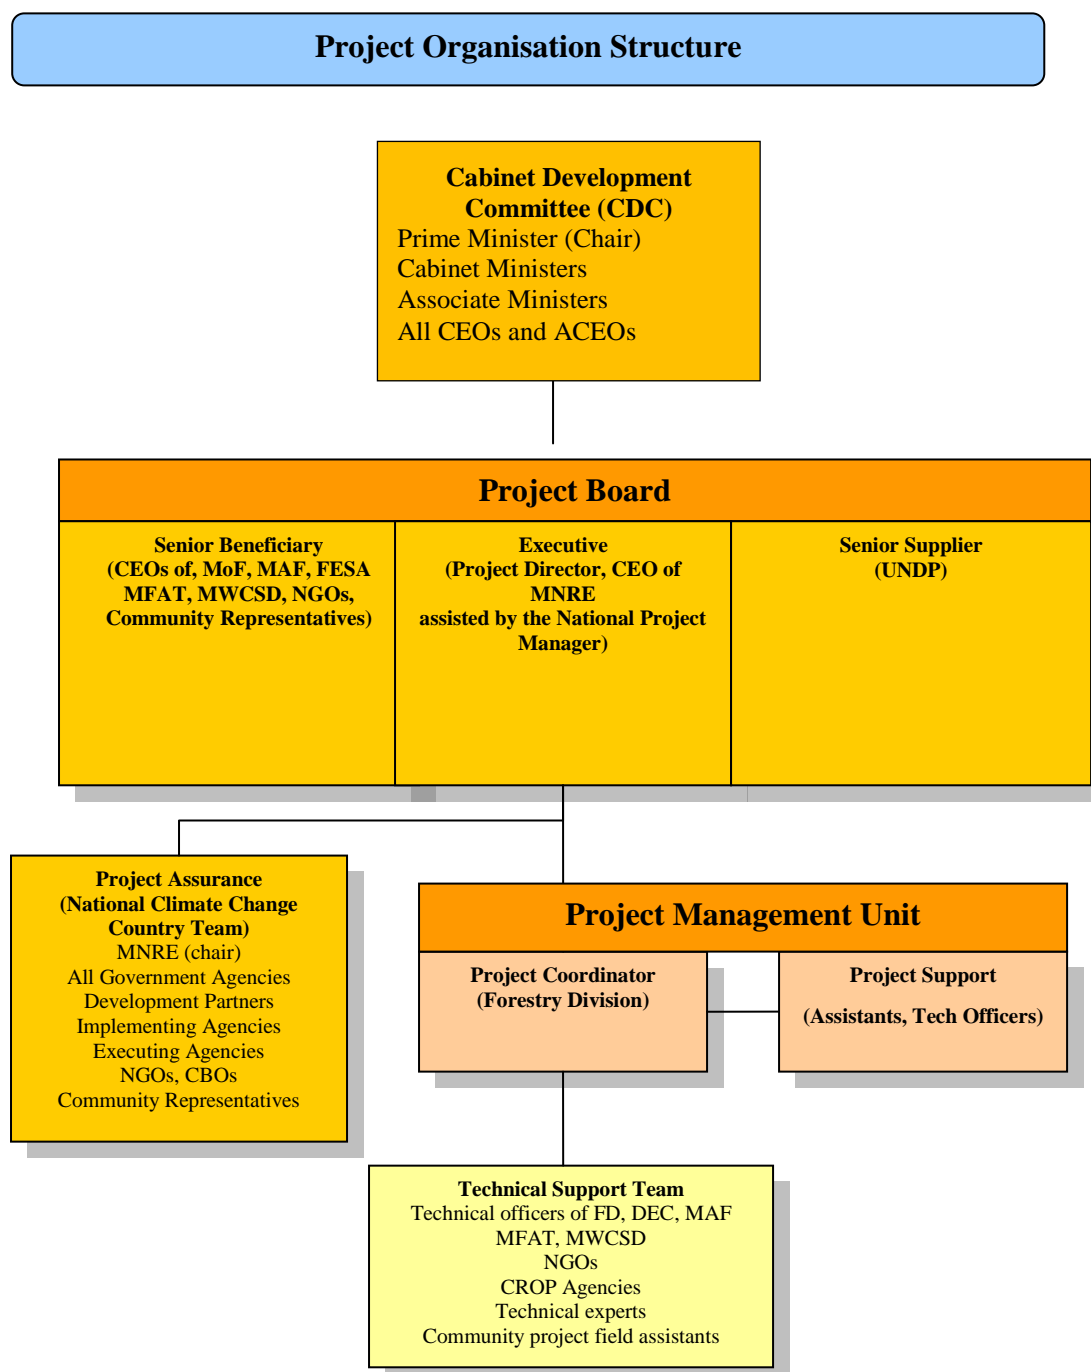 Project Organisation Structure
Cabinet Development
Committee (CDC)
Prime Minister (Chair)
Cabinet Ministers
Associate Ministers
All CEOs and ACEOs
Project Board
Senior Beneficiary
(CEOs of, MoF, MAF, FESA
MFAT, MWCSD, NGOs,
Community Representatives)
Executive
(Project Director, CEO of
MNRE
assisted by the National Project
Manager)
Senior Supplier
(UNDP)
Project Assurance
(National Climate Change
Country Team)
MNRE (chair)
All Government Agencies
Development Partners
Implementing Agencies
Executing Agencies
NGOs, CBOs
Community Representatives
Project Management Unit
Project Coordinator
(Forestry Division)
Project Support
(Assistants, Tech Officers)
Technical Support Team
Technical officers of FD, DEC, MAF
MFAT, MWCSD
NGOs
CROP Agencies
Technical experts
Community project field assistants